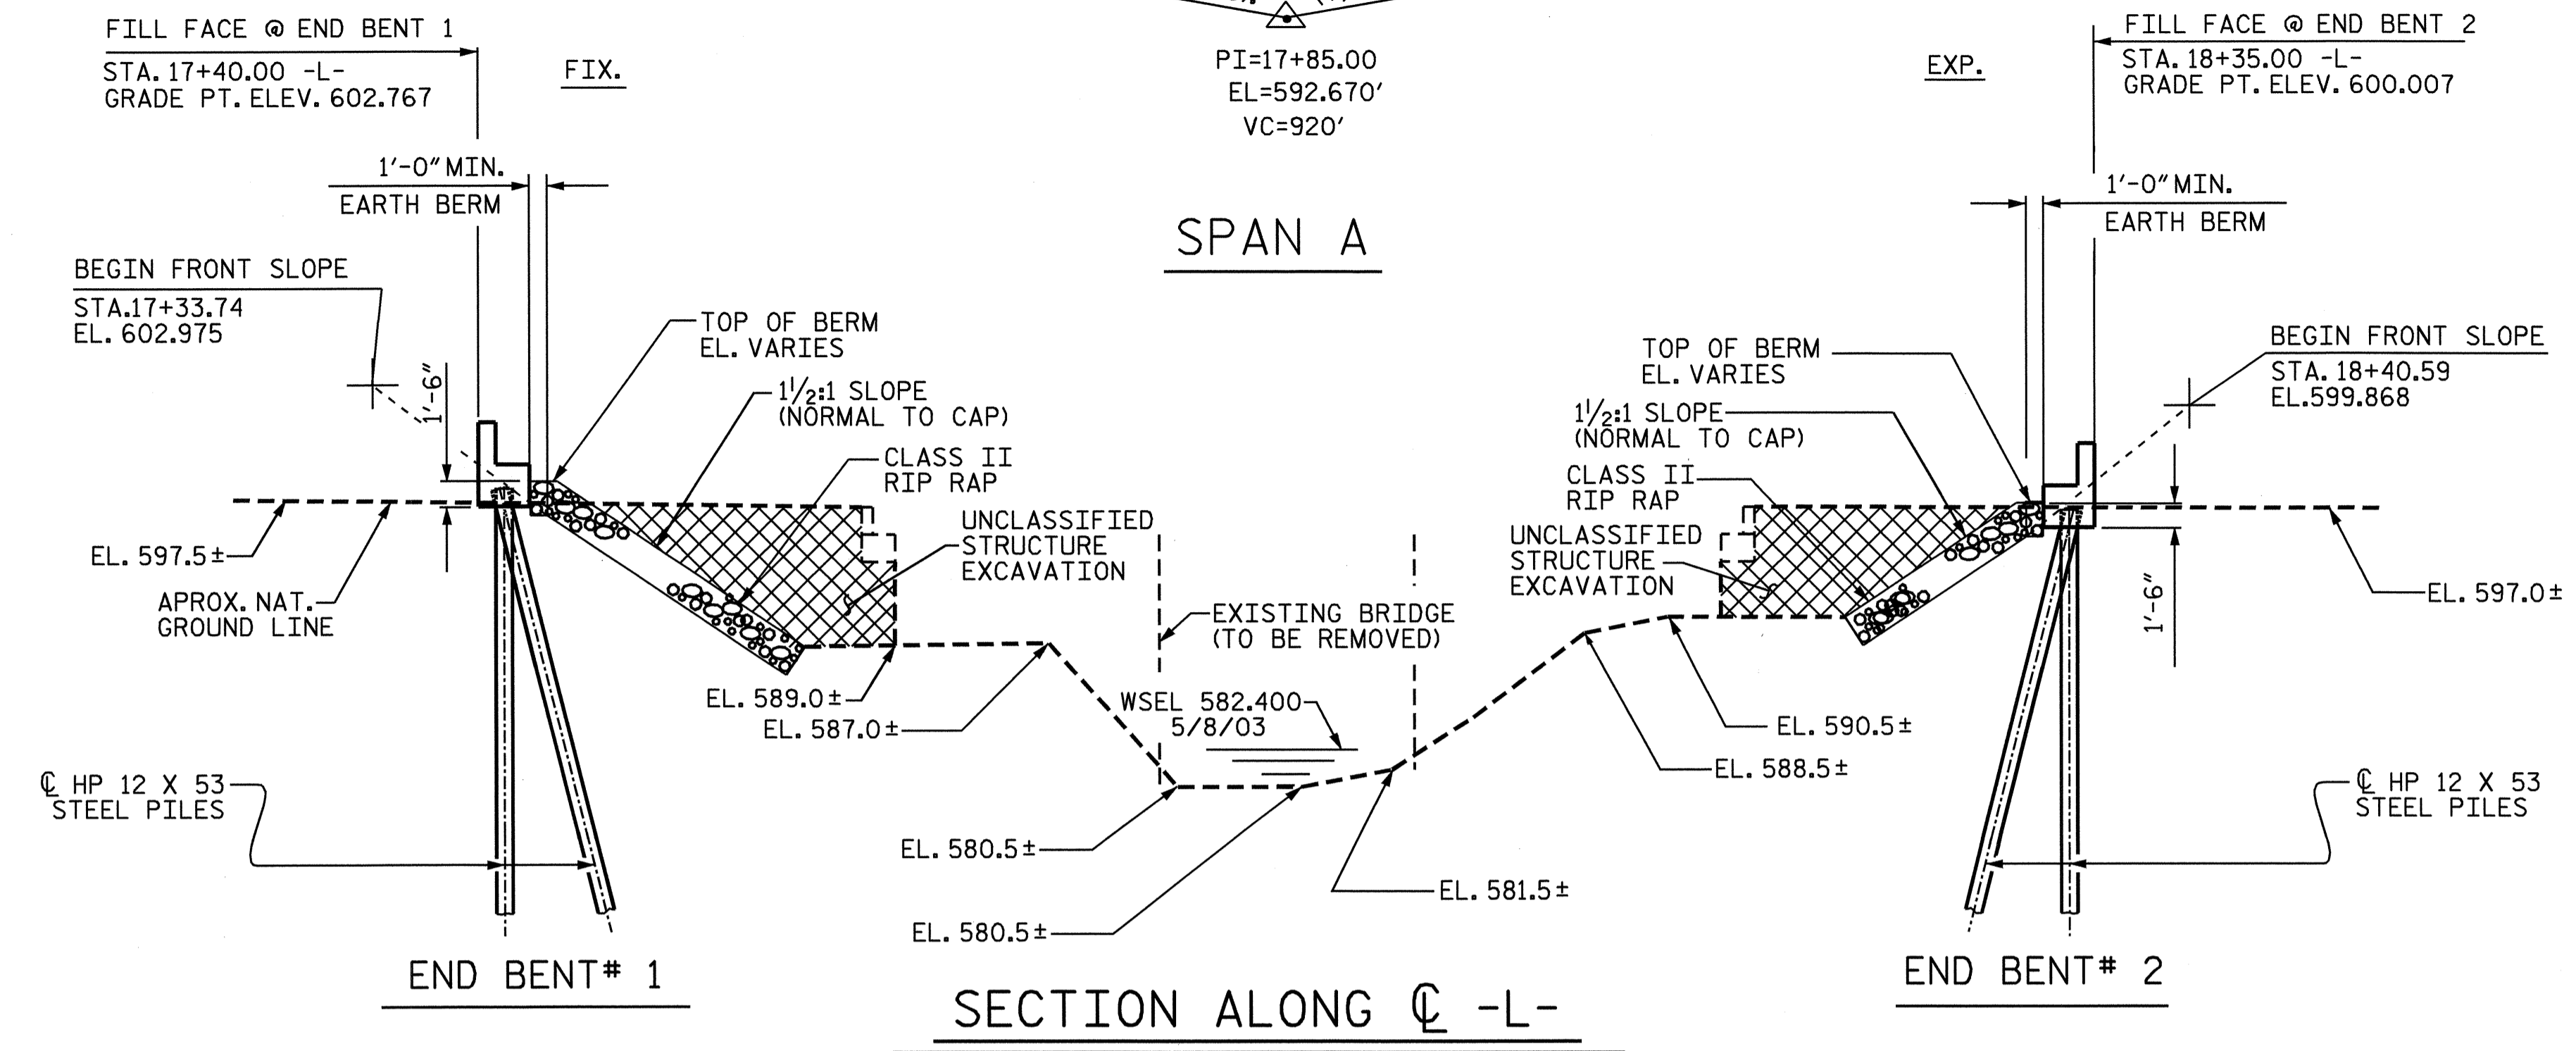 FILL FACE @ END BENT 1
STA. 17+40.00 -L-
GRADE PT. ELEV. 602.767
FIX.
PI=17+85.00
EL=592.670'
VC=920'
EXP.
FILL FACE @ END BENT 2
STA. 18+35.00 -L-
GRADE PT. ELEV. 600.007
1'-0" MIN.
EARTH BERM
1'-0" MIN.
EARTH BERM
SPAN A
BEGIN FRONT SLOPE
STA.17+33.74
EL. 602.975
1'-6"
TOP OF BERM
EL. VARIES
1½:1 SLOPE
(NORMAL TO CAP)
CLASS II
RIP RAP
UNCLASSIFIED
STRUCTURE
EXCAVATION
TOP OF BERM
EL. VARIES
1½:1 SLOPE
(NORMAL TO CAP)
CLASS II
RIP RAP
UNCLASSIFIED
STRUCTURE
EXCAVATION
BEGIN FRONT SLOPE
STA. 18+40.59
EL.599.868
EL. 597.5±
APROX. NAT.
GROUND LINE
EXISTING BRIDGE
(TO BE REMOVED)
EL. 597.0±
1'-6"
EL. 589.0±
EL. 587.0±
WSEL 582.400
5/8/03
EL. 590.5±
EL. 588.5±
℄ HP 12 X 53
STEEL PILES
℄ HP 12 X 53
STEEL PILES
EL. 580.5±
EL. 581.5±
EL. 580.5±
END BENT# 1
END BENT# 2
SECTION ALONG ℄ -L-